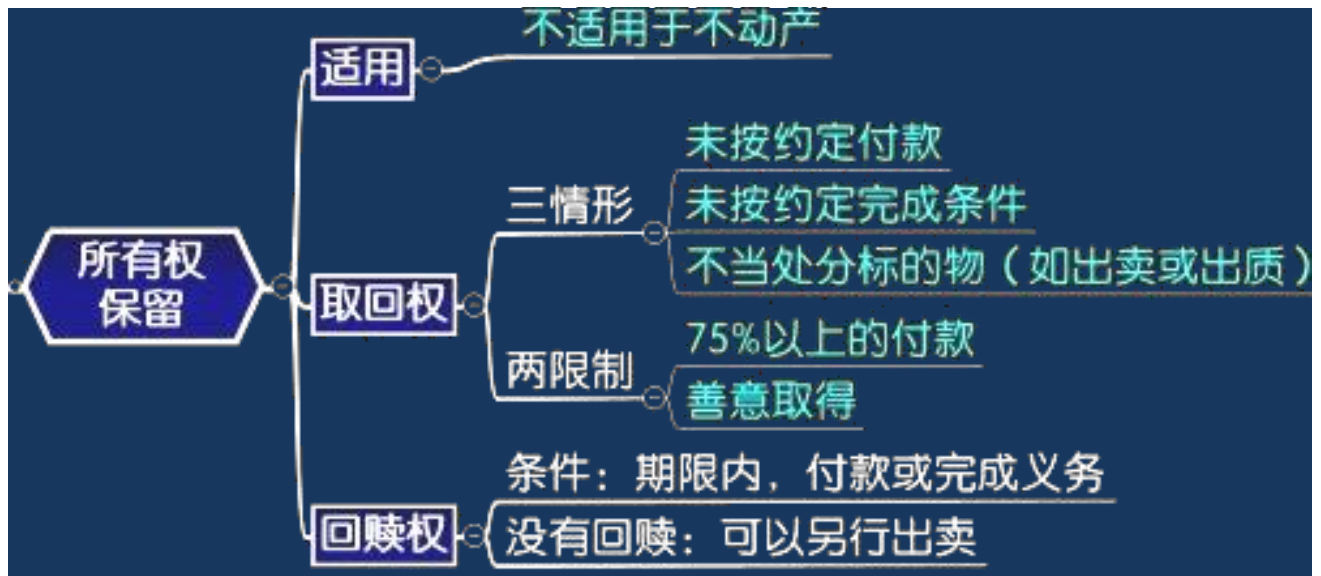 不适用于不动产
适用
未按约定付款
三情形
未按约定完成条件
不当处分标的物（如出卖或出质）
所有权
保留
取回权
75%以上的付款
两限制
善意取得
条件：期限内，付款或完成义务
回赎权
没有回赎：可以另行出卖